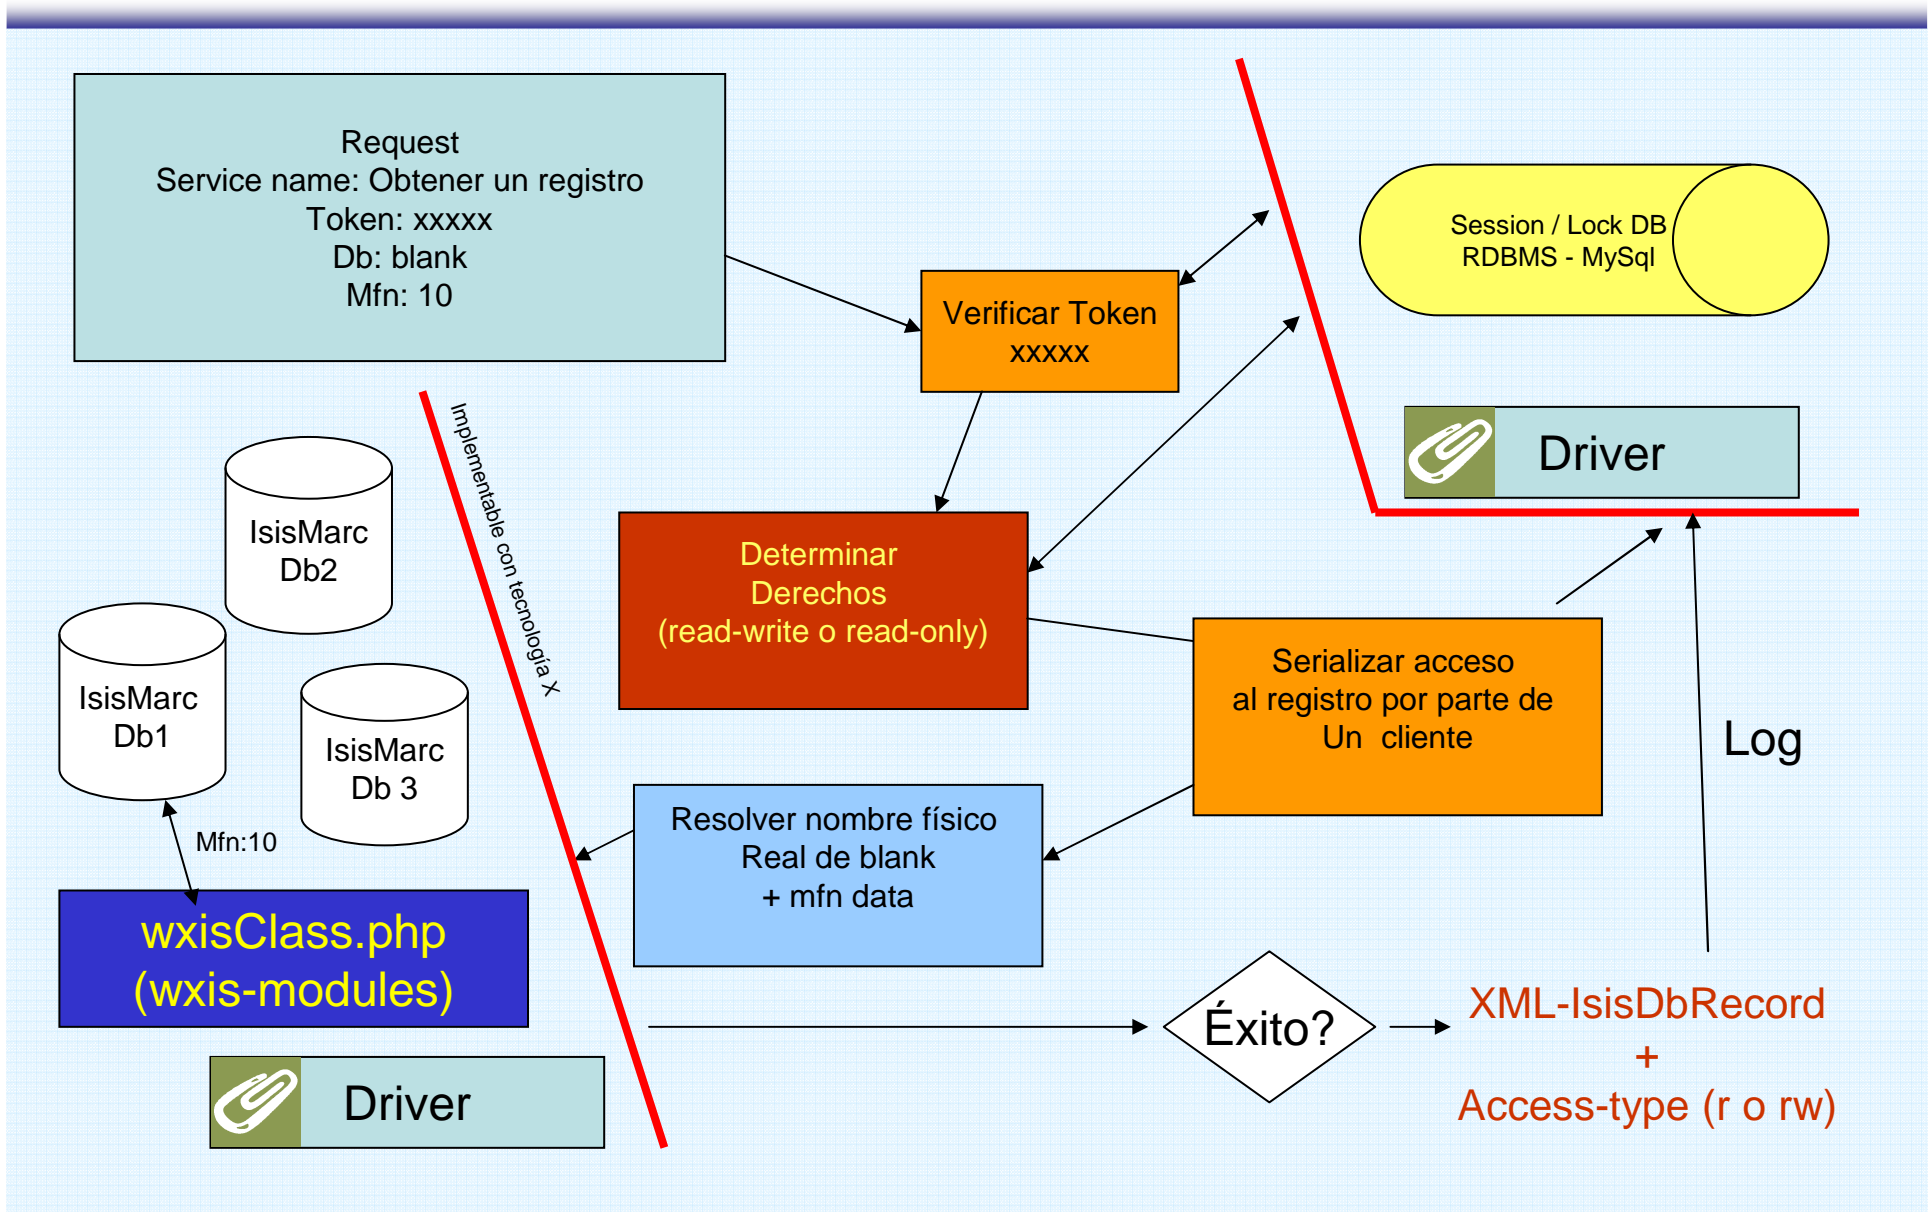 Request
Service name: Obtener un registro
Token: xxxxx
Db: blank
Mfn: 10
Verificar Token
xxxxx
Session / Lock DB
RDBMS - MySql
Driver
Implementable con tecnología X
IsisMarc
Db2
IsisMarc
Db1
IsisMarc
Db 3
Determinar
Derechos
(read-write o read-only)
Serializar acceso
al registro por parte de
Un cliente
Log
Mfn:10
Resolver nombre físico
Real de blank
+ mfn data
wxisClass.php
(wxis-modules)
Driver
Éxito?
XML-IsisDbRecord
+
Access-type (r o rw)